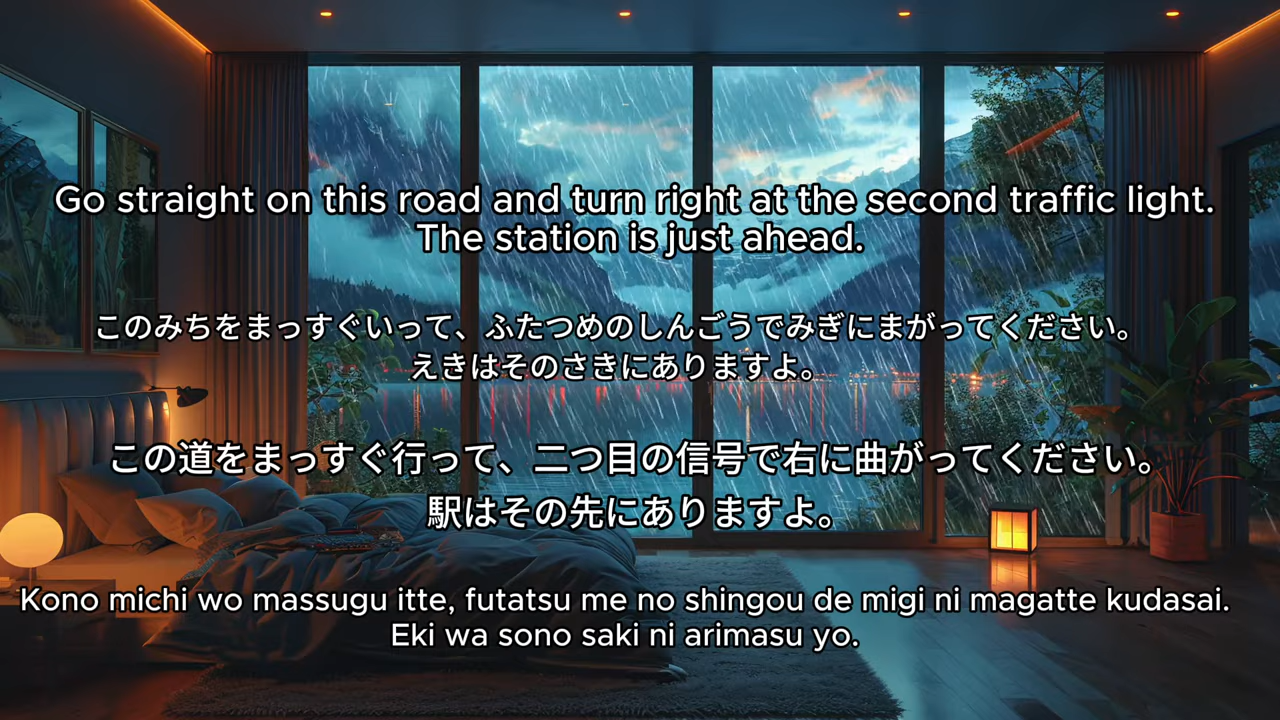 Go straight on this road and turn right at the second traffic light.
The station is just ahead.
このみちをまっすぐいって、ふたつめのしんごうでみぎにまがってください。
えきはそのさきにありますよ。
この道をまっすぐ行って、二つ目の信号で右に曲がってください。
駅はその先にありますよ。
Kono michi wo massugu itte, futatsu me no shingou de migi ni magatte kudasai.
Eki wa sono saki ni arimasu yo.